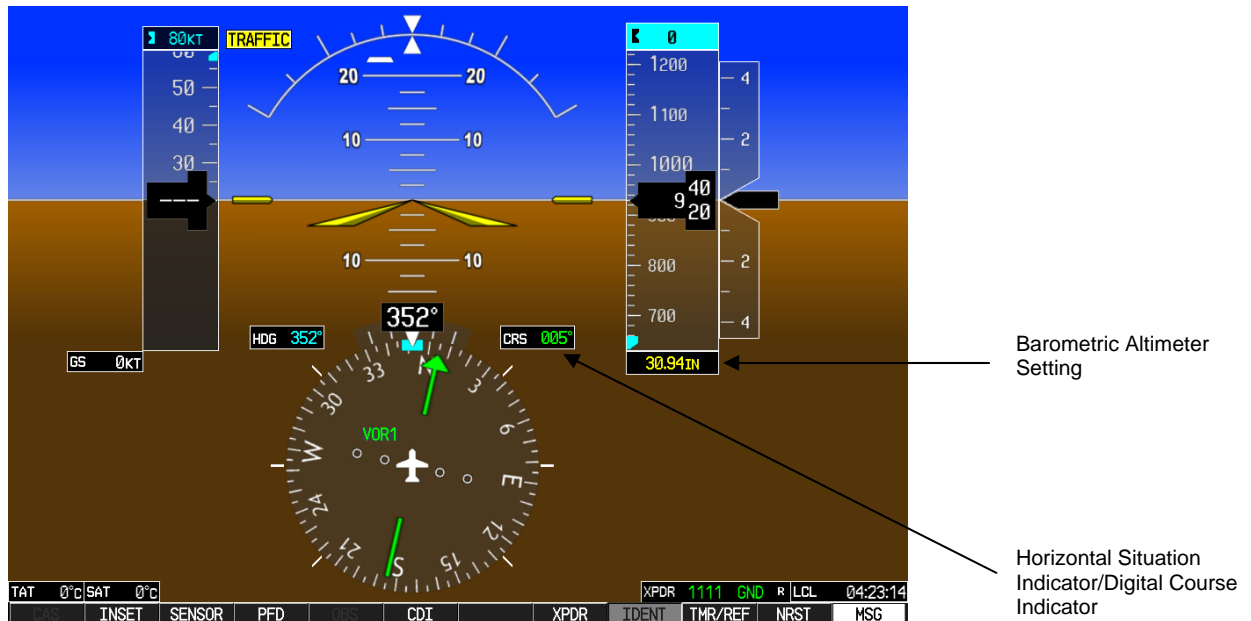 80KT
TRAFFIC
0
60
50
40
30
---
20 20
10 10
10 10
1200
1100
1000
900
800
700
9
40
20
4
2
2
4
352°
HDG 352°
CRS 005°
30.94IN
GS 0KT
N
3
6
E
12
15
S
21
24
W
30
33
VOR1
Barometric Altimeter
Setting
Horizontal Situation
Indicator/Digital Course
Indicator
TAT 0°C SAT 0°C
XPDR 1111 GND R LCL 04:23:14
CAS INSET SENSOR PFD OBS CDI XPDR IDENT TMR/REF NRST MSG